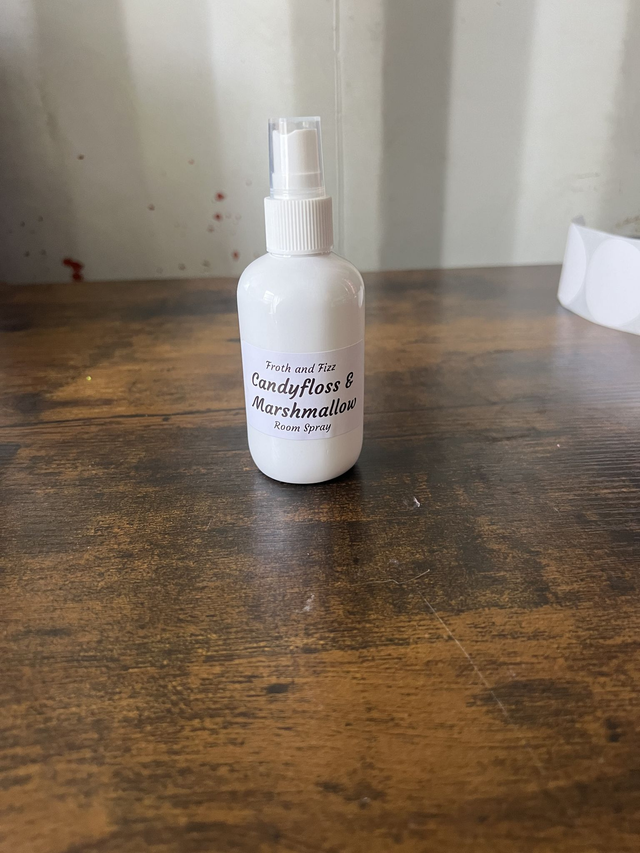 Froth and Fizz
Candyfloss &
Marshmallow
Room Spray